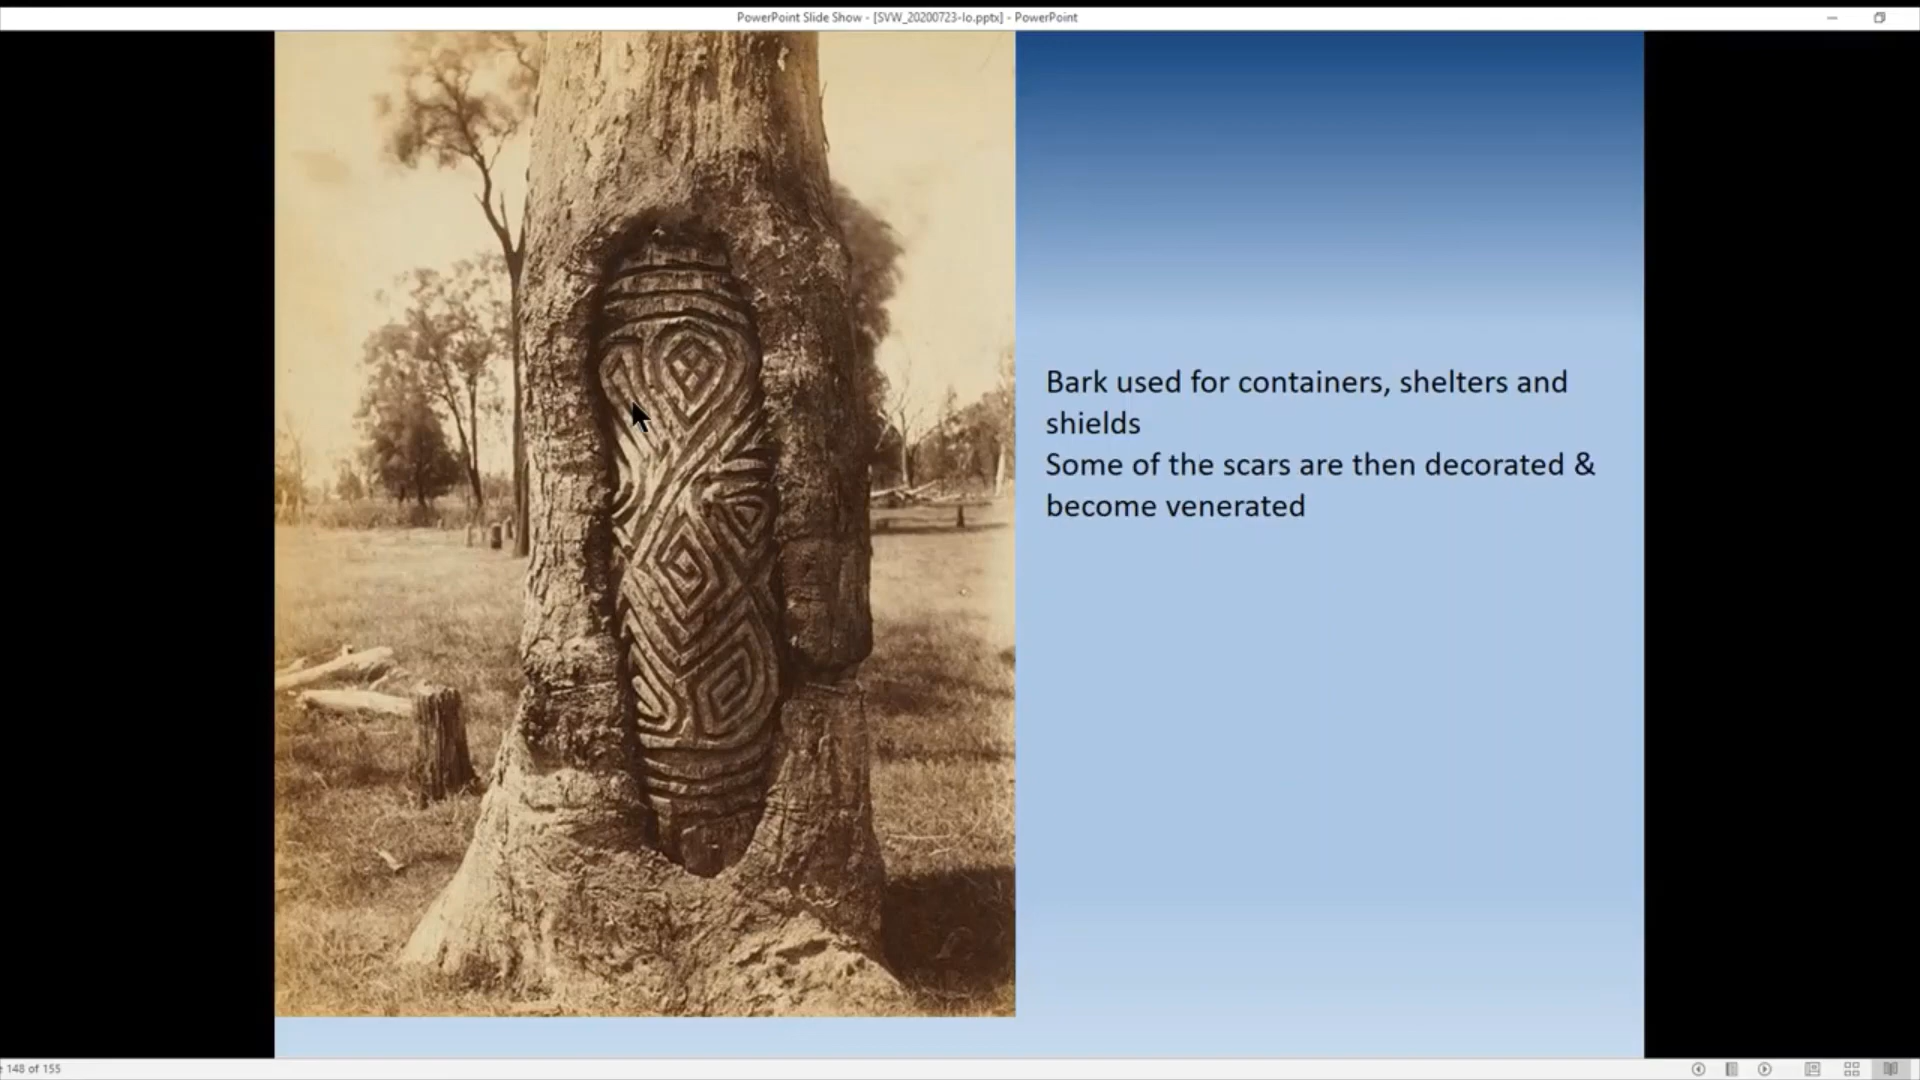 PowerPoint Slide Show - [SVW_20200723-lo.pptx] - PowerPoint
Bark used for containers, shelters and
shields
Some of the scars are then decorated &
become venerated
148 of 155